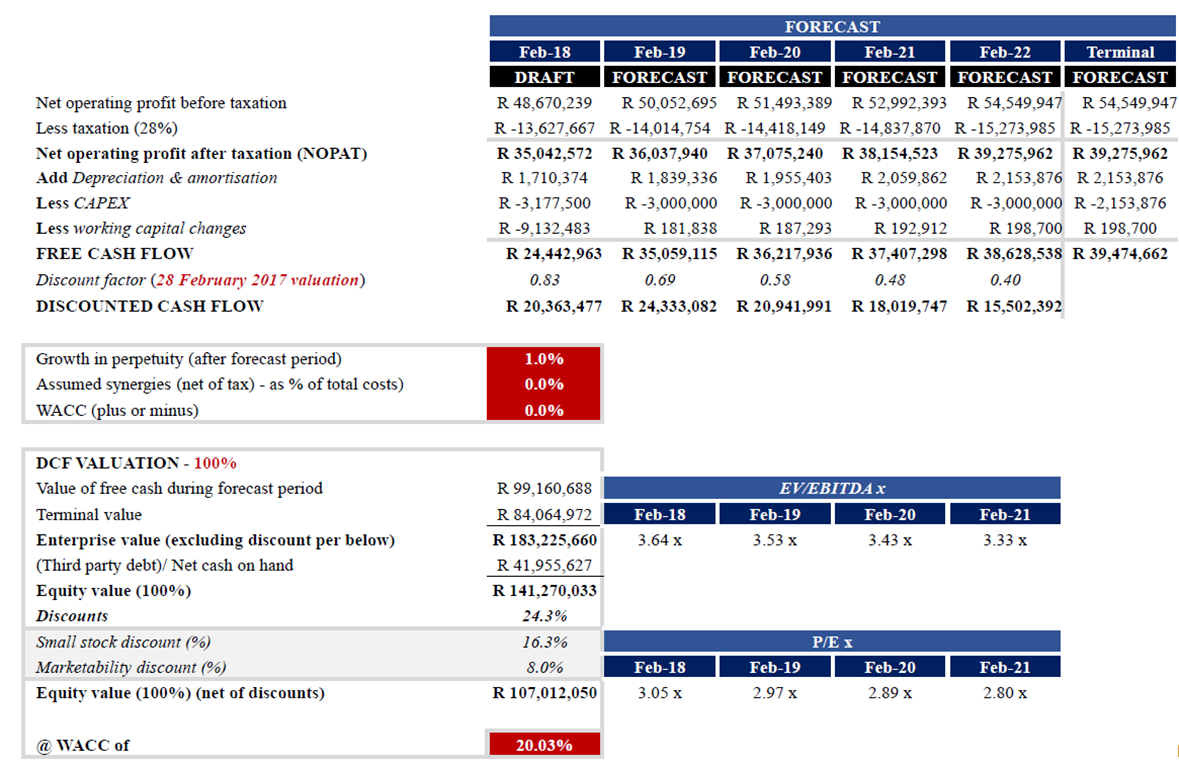 FORECAST
Feb-18 Feb-19 Feb-20 Feb-21 Feb-22 Terminal
DRAFT FORECAST FORECAST FORECAST FORECAST FORECAST
Net operating profit before taxation R 48,670,239 R 50,052,695 R 51,493,389 R 52,992,393 R 54,549,947 R 54,549,947
Less taxation (28%) R -13,627,667 R -14,014,754 R -14,418,149 R -14,837,870 R -15,273,985 R -15,273,985
Net operating profit after taxation (NOPAT) R 35,042,572 R 36,037,940 R 37,075,240 R 38,154,523 R 39,275,962 R 39,275,962
Add Depreciation & amortisation R 1,710,374 R 1,839,336 R 1,955,403 R 2,059,862 R 2,153,876 R 2,153,876
Less CAPEX R -3,177,500 R -3,000,000 R -3,000,000 R -3,000,000 R -3,000,000 R -2,153,876
Less working capital changes R -9,132,483 R 181,838 R 187,293 R 192,912 R 198,700 R 198,700
FREE CASH FLOW R 24,442,963 R 35,059,115 R 36,217,936 R 37,407,298 R 38,628,538 R 39,474,662
Discount factor (28 February 2017 valuation) 0.83 0.69 0.58 0.48 0.40
DISCOUNTED CASH FLOW R 20,363,477 R 24,333,082 R 20,941,991 R 18,019,747 R 15,502,392
Growth in perpetuity (after forecast period) 1.0%
Assumed synergies (net of tax) - as % of total costs) 0.0%
WACC (plus or minus) 0.0%
DCF VALUATION - 100%
Value of free cash during forecast period R 99,160,688 EV/EBITDA x
Terminal value R 84,064,972 Feb-18 Feb-19 Feb-20 Feb-21
Enterprise value (excluding discount per below) R 183,225,660 3.64 x 3.53 x 3.43 x 3.33 x
(Third party debt)/ Net cash on hand R 41,955,627
Equity value (100%) R 141,270,033
Discounts 24.3%
Small stock discount (%) 16.3% P/E x
Marketability discount (%) 8.0% Feb-18 Feb-19 Feb-20 Feb-21
Equity value (100%) (net of discounts) R 107,012,050 3.05 x 2.97 x 2.89 x 2.80 x
@ WACC of 20.03%